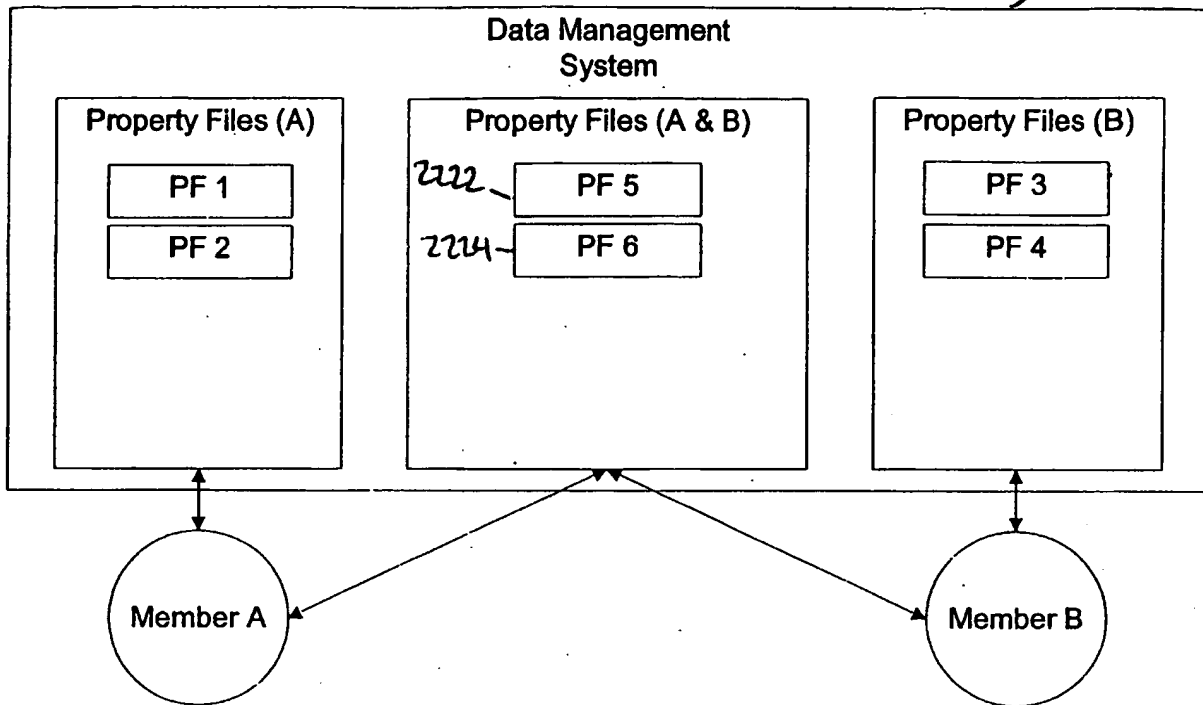 Data Management
System
Property Files (A)
PF 1
PF 2
Property Files (A & B)
2222
PF 5
2224
PF 6
Property Files (B)
PF 3
PF 4
Member A
Member B